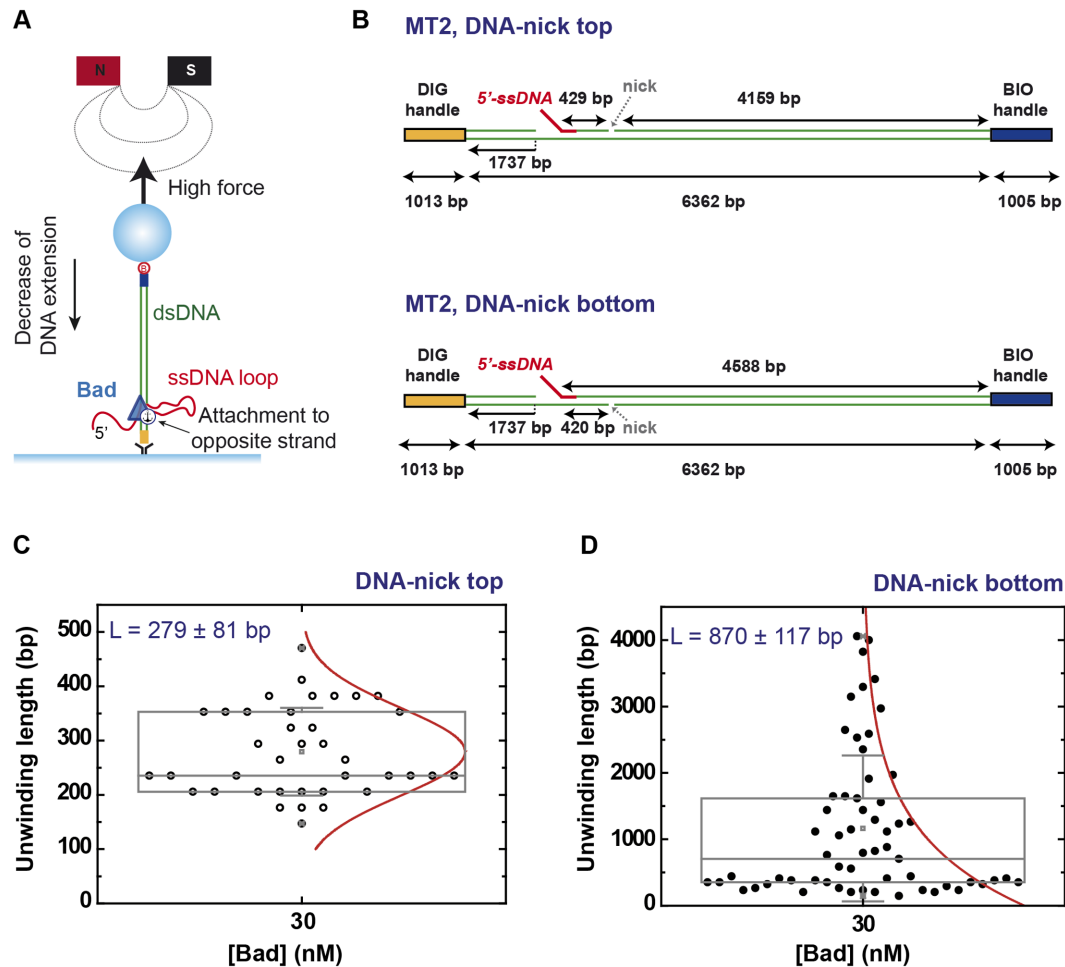 A
N
S
High force
Decrease of
DNA extension
B
dsDNA
Bad
ssDNA loop
Attachment to
opposite strand
5'
B
MT2, DNA-nick top
DIG
handle
5'-ssDNA
429 bp
nick
4159 bp
BIO
handle
1737 bp
1013 bp
6362 bp
1005 bp
MT2, DNA-nick bottom
DIG
handle
5'-ssDNA
4588 bp
BIO
handle
1737 bp
420 bp
nick
1013 bp
6362 bp
1005 bp
C
DNA-nick top
L = 279 ± 81 bp
Unwinding length (bp)
500
400
300
200
100
0
30
[Bad] (nM)
D
DNA-nick bottom
L = 870 ± 117 bp
Unwinding length (bp)
4000
3000
2000
1000
0
30
[Bad] (nM)